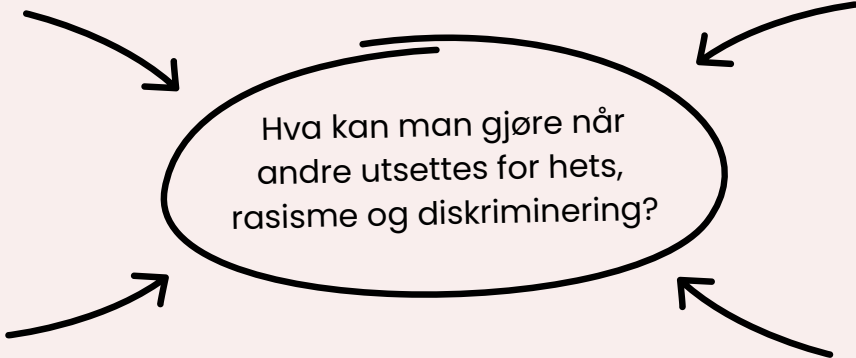 Hva kan man gjøre når
andre utsettes for hets,
rasisme og diskriminering?